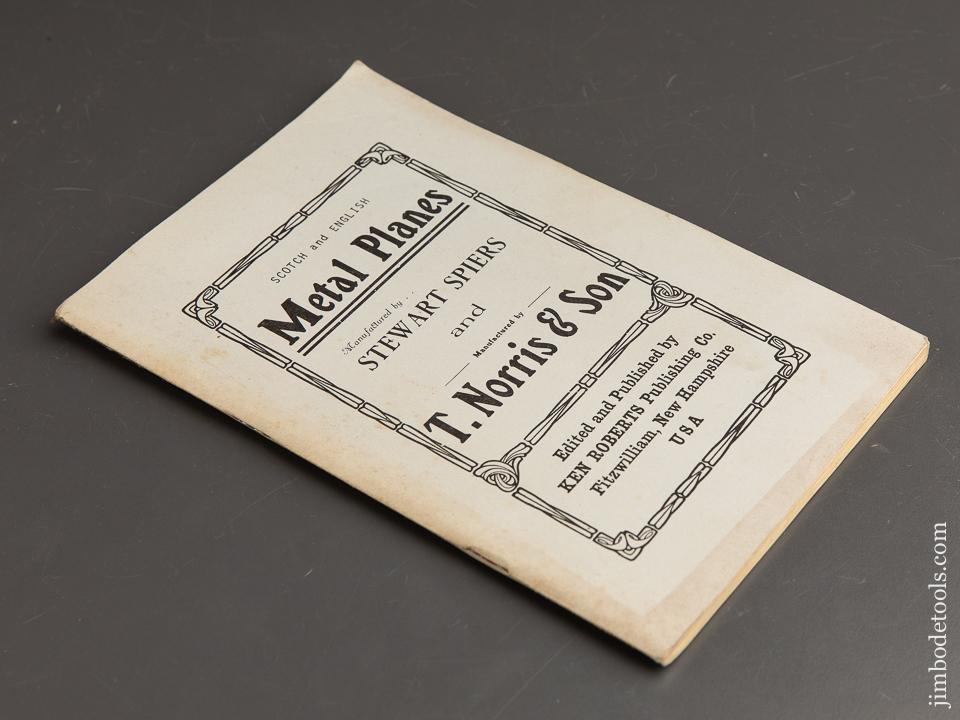 SCOTCH and ENGLISH
Metal Planes
Manufactured by . . .
STEWART SPIERS
and
Manufactured by
T. Norris & Son
Edited and Published by
KEN ROBERTS Publishing Co.
Fitzwilliam, New Hampshire
USA
jimbodetools.com